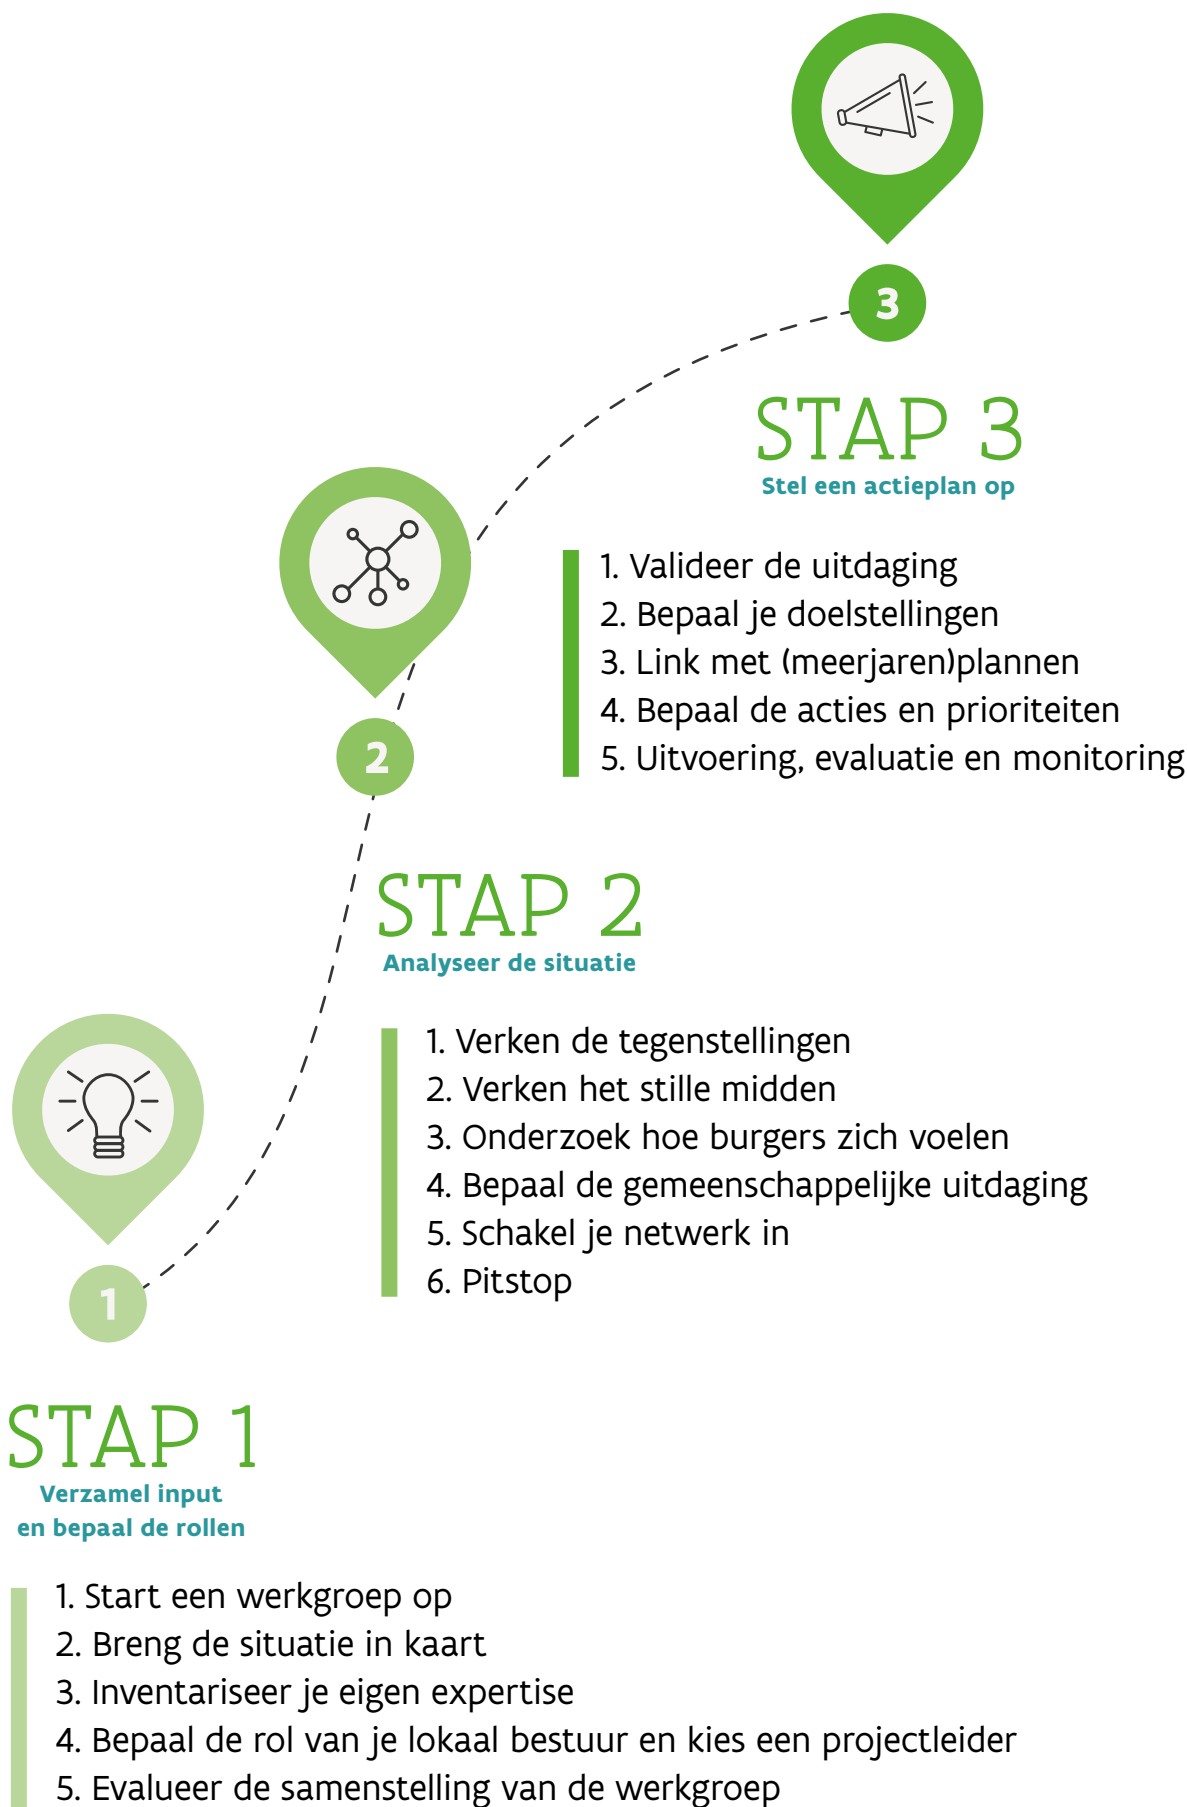 3
STAP 3
Stel een actieplan op
1. Valideer de uitdaging
2. Bepaal je doelstellingen
3. Link met (meerjaren)plannen
4. Bepaal de acties en prioriteiten
5. Uitvoering, evaluatie en monitoring
2
STAP 2
Analyseer de situatie
1. Verken de tegenstellingen
2. Verken het stille midden
3. Onderzoek hoe burgers zich voelen
4. Bepaal de gemeenschappelijke uitdaging
5. Schakel je netwerk in
6. Pitstop
1
STAP 1
Verzamel input
en bepaal de rollen
1. Start een werkgroep op
2. Breng de situatie in kaart
3. Inventariseer je eigen expertise
4. Bepaal de rol van je lokaal bestuur en kies een projectleider
5. Evalueer de samenstelling van de werkgroep